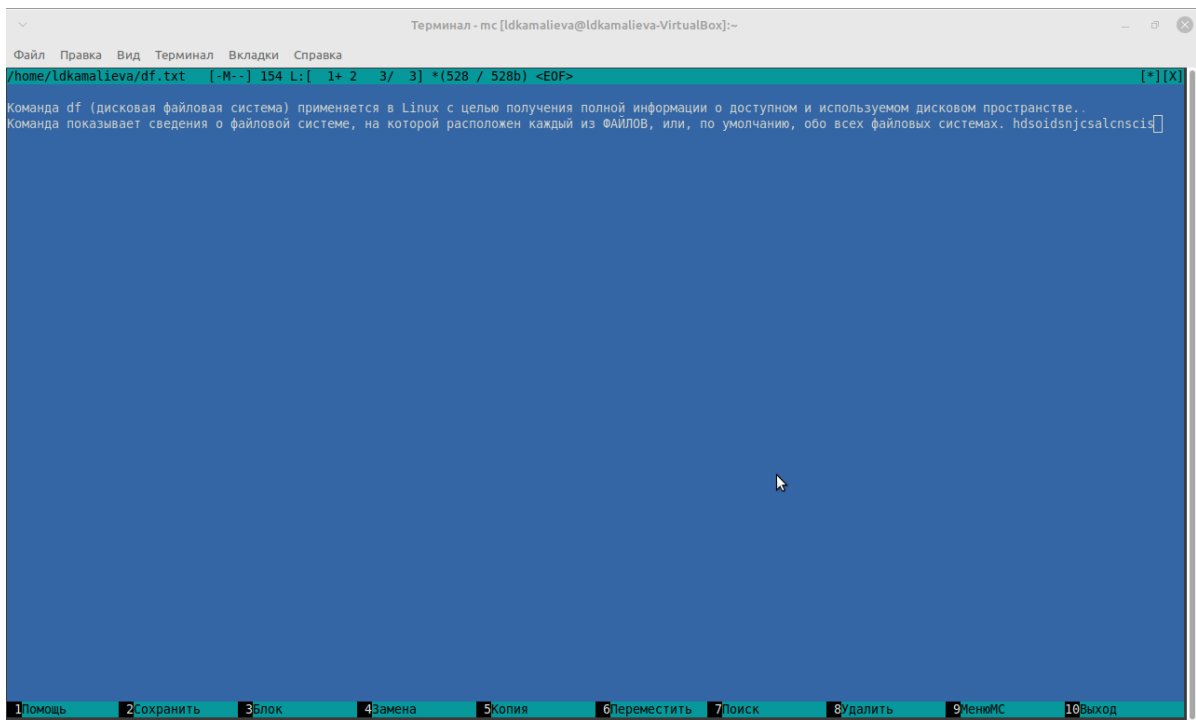 Терминал - mc [ldkamalieva@ldkamalieva-VirtualBox]:~
Файл Правка Вид Терминал Вкладки Справка
/home/ldkamalieva/df.txt [-M--] 154 L:[ 1+ 2 3/ 3] *(528 / 528b) <EOF> [*][X]
Команда df (дисковая файловая система) применяется в Linux с целью получения полной информации о доступном и используемом дисковом пространстве..
Команда показывает сведения о файловой системе, на которой расположен каждый из ФАЙЛОВ, или, по умолчанию, обо всех файловых системах. hdsoidsnjcsalcnscis
1Помощь 2Сохранить 3Блок 4Замена 5Копия 6Переместить 7Поиск 8Удалить 9МенюМС 10Выход